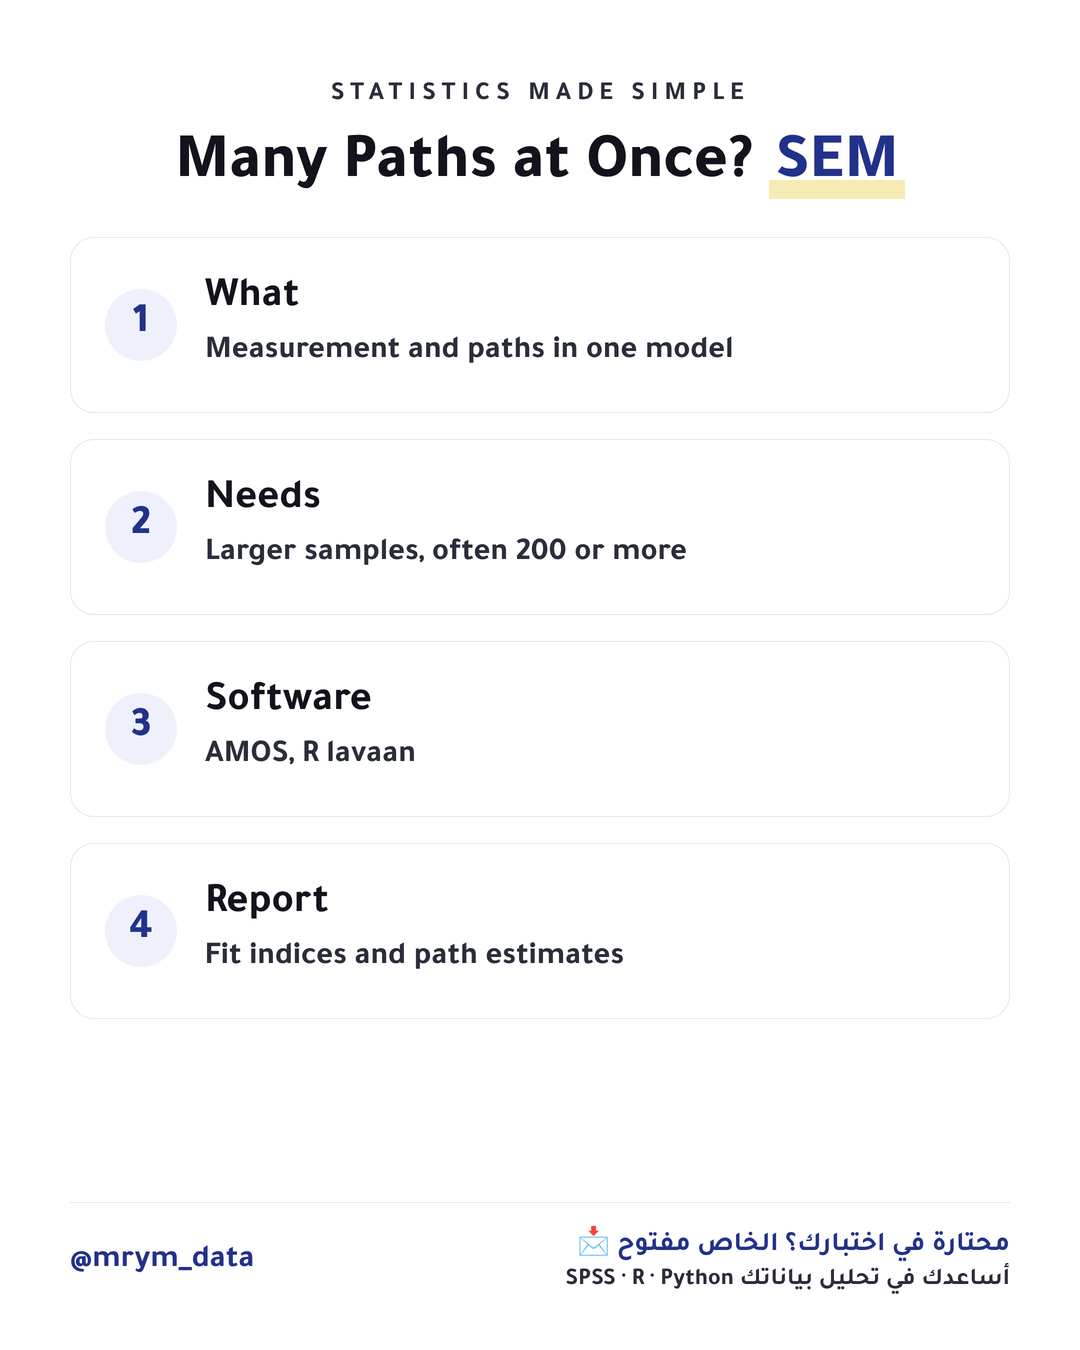 STATISTICS MADE SIMPLE
Many Paths at Once? SEM
1
What
Measurement and paths in one model
2
Needs
Larger samples, often 200 or more
3
Software
AMOS, R lavaan
4
Report
Fit indices and path estimates
@mrym_data
محتارة في اختبارك؟ الخاص مفتوح 📩
أساعدك في تحليل بياناتك SPSS · R · Python